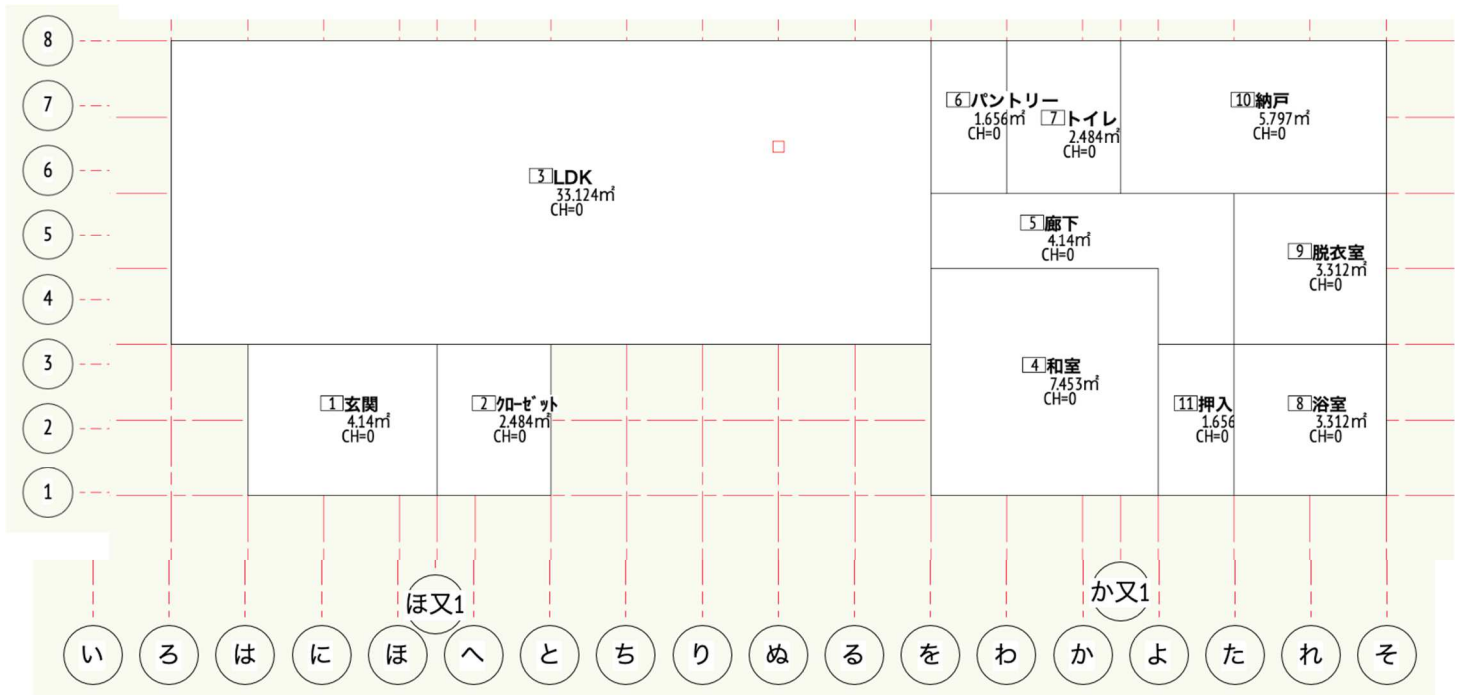 8
7
6
5
4
3
2
1
6 パントリー
1.656㎡
CH=0
7 トイレ
2.484㎡
CH=0
10 納戸
5.797㎡
CH=0
3 LDK
33.124㎡
CH=0
5 廊下
4.14㎡
CH=0
9 脱衣室
3.312㎡
CH=0
4 和室
7.453㎡
CH=0
1 玄関
4.14㎡
CH=0
2 ｸﾛｰｾﾞｯﾄ
2.484㎡
CH=0
11 押入
1.656
CH=0
8 浴室
3.312㎡
CH=0
ほ又1
か又1
い ろ は に ほ へ と ち り ぬ る を わ か よ た れ そ